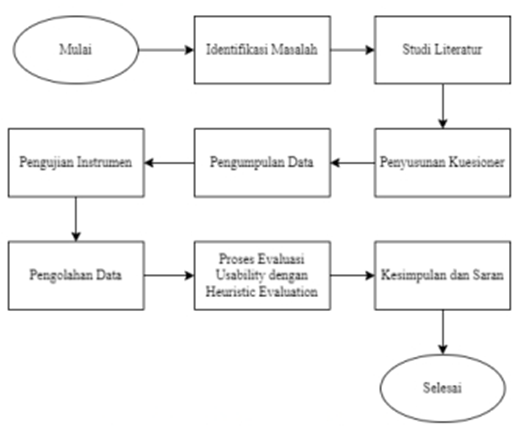 Mulai
Identifikasi Masalah
Studi Literatur
Penyusunan Kuesioner
Pengumpulan Data
Pengujian Instrumen
Pengolahan Data
Proses Evaluasi
Usability dengan
Heuristic Evaluation
Kesimpulan dan Saran
Selesai